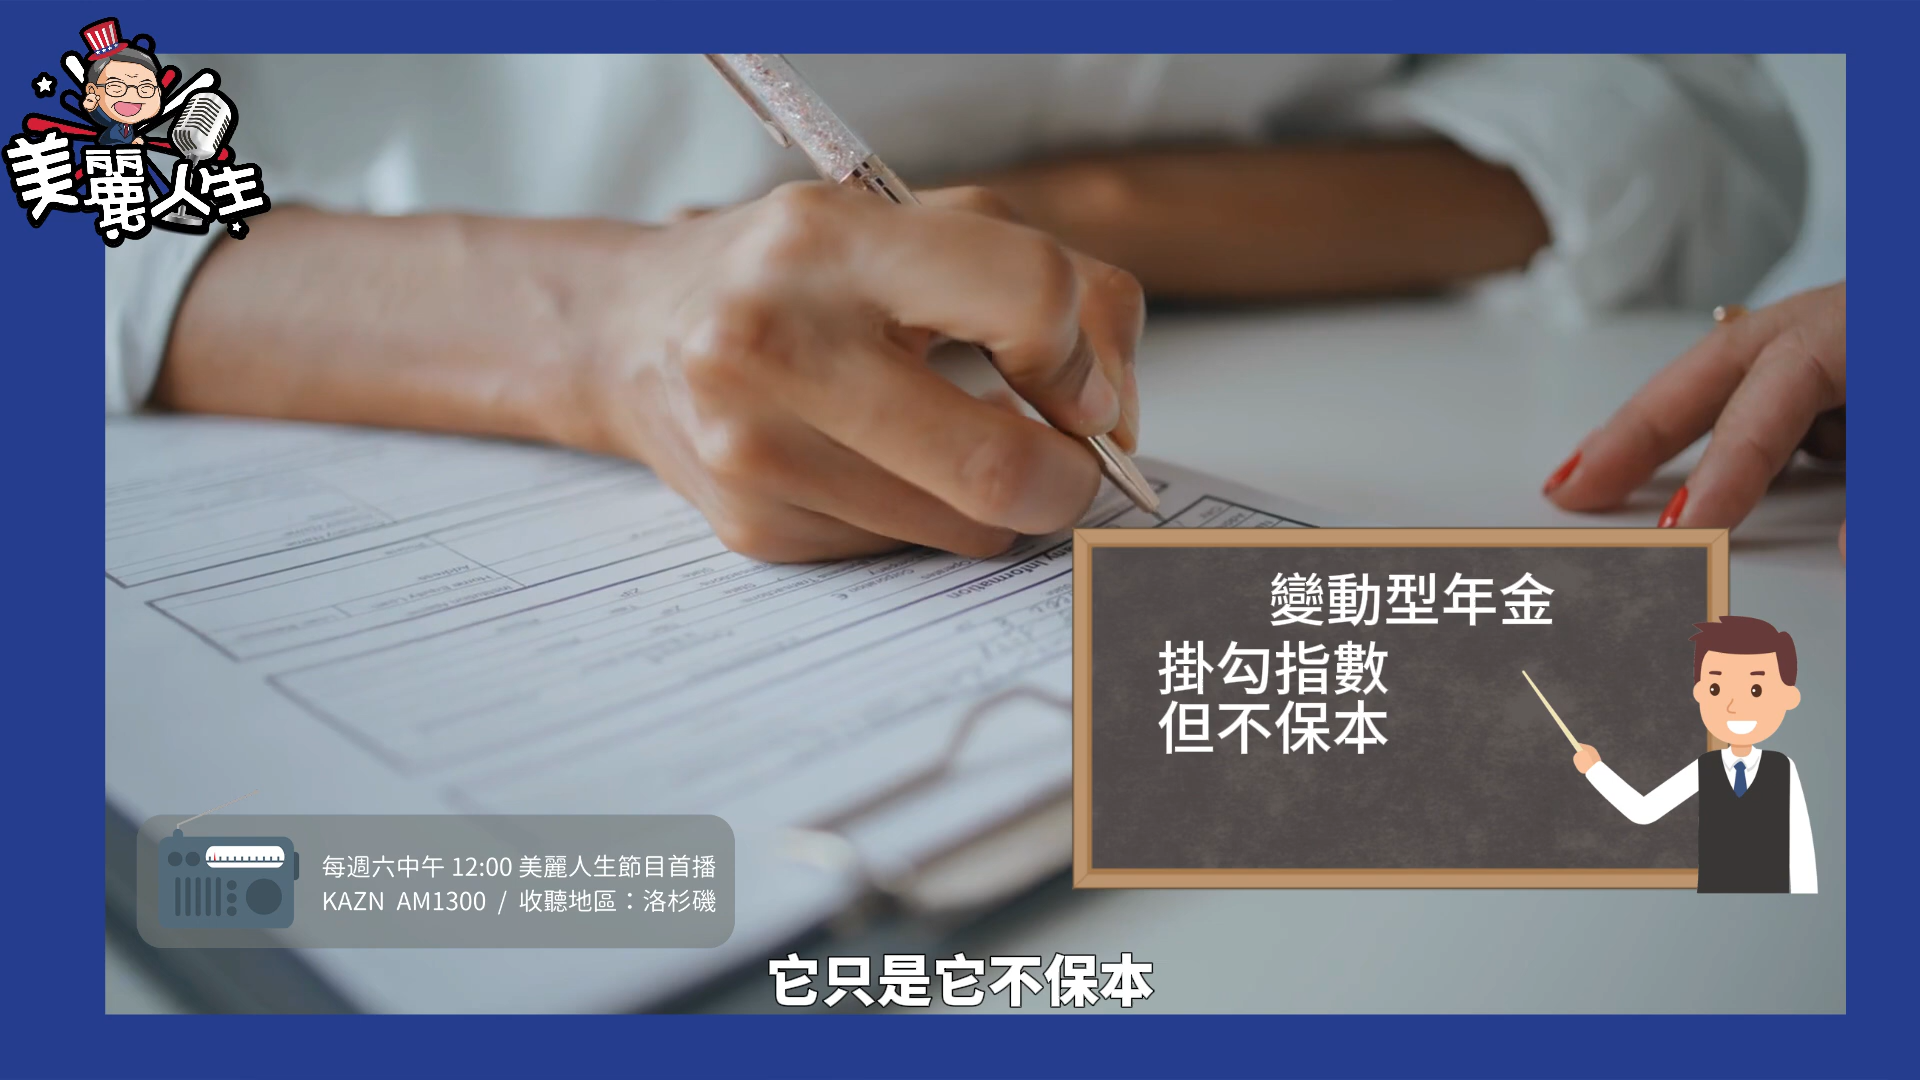 美麗人生
變動型年金
掛勾指數
但不保本
每週六中午 12:00 美麗人生節目首播
KAZN AM1300 / 收聽地區：洛杉磯
它只是它不保本